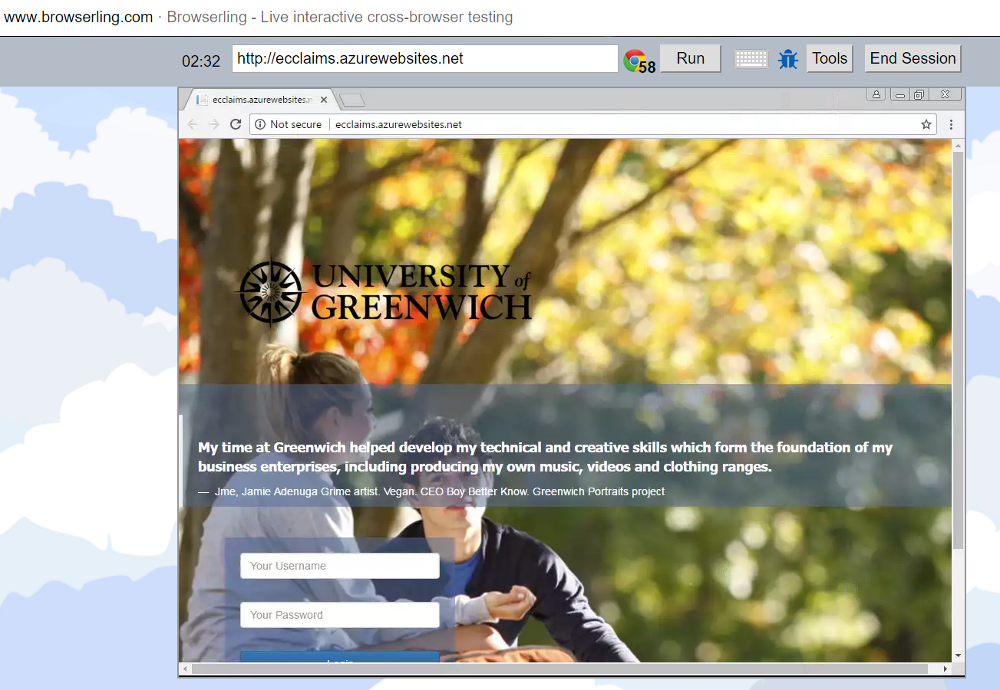 www.browserling.com · Browserling - Live interactive cross-browser testing
02:32 http://ecclaims.azurewebsites.net 58 Run Tools End Session
ecclaims.azurewebsites.n
Not secure ecclaims.azurewebsites.net
UNIVERSITY of
GREENWICH
My time at Greenwich helped develop my technical and creative skills which form the foundation of my
business enterprises, including producing my own music, videos and clothing ranges.
— Jme, Jamie Adenuga Grime artist. Vegan. CEO Boy Better Know. Greenwich Portraits project
Your Username
Your Password
Login